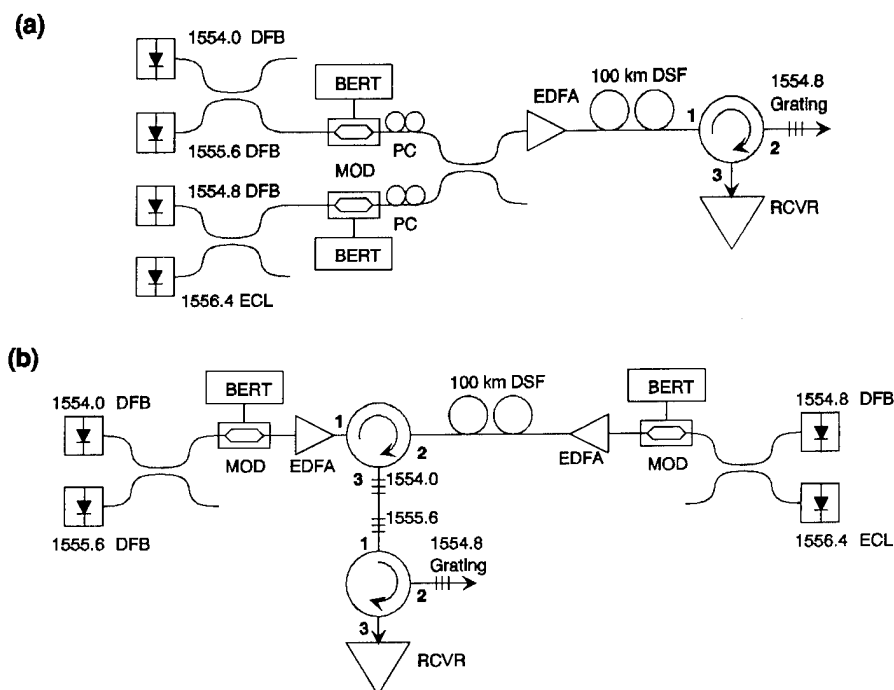 (a)
1554.0 DFB
BERT
1555.6 DFB
MOD
PC
1554.8 DFB
PC
BERT
1556.4 ECL
EDFA
100 km DSF
1
1554.8
Grating
2
3
RCVR
(b)
1554.0 DFB
BERT
MOD
EDFA
1555.6 DFB
1
2
3
1554.0
1555.6
100 km DSF
EDFA
BERT
MOD
1554.8 DFB
1556.4 ECL
1
1554.8
Grating
2
3
RCVR